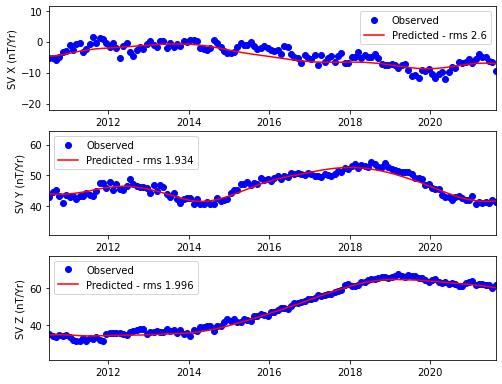 10
0
−10
−20
SV X (nT/Yr)
Observed
Predicted - rms 2.6
2012
2014
2016
2018
2020
60
50
40
SV Y (nT/Yr)
Observed
Predicted - rms 1.934
2012
2014
2016
2018
2020
60
40
SV Z (nT/Yr)
Observed
Predicted - rms 1.996
2012
2014
2016
2018
2020